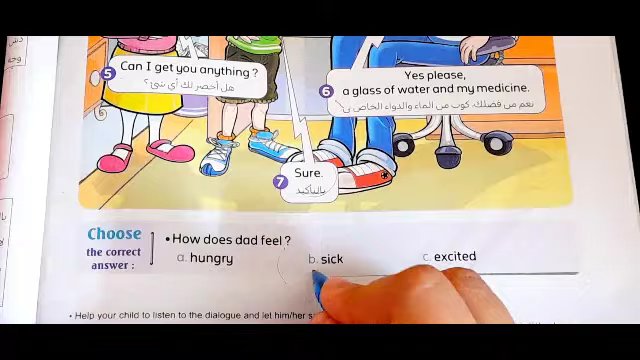 5 Can I get you anything ?
هل أحضر لك أي شئ؟
6 Yes please,
a glass of water and my medicine.
نعم من فضلك، كوب من الماء والدواء الخاص بي
7 Sure.
بالتأكيد
Choose
the correct
answer :
• How does dad feel ?
a. hungry b. sick c. excited
• Help your child to listen to the dialogue and let him/her